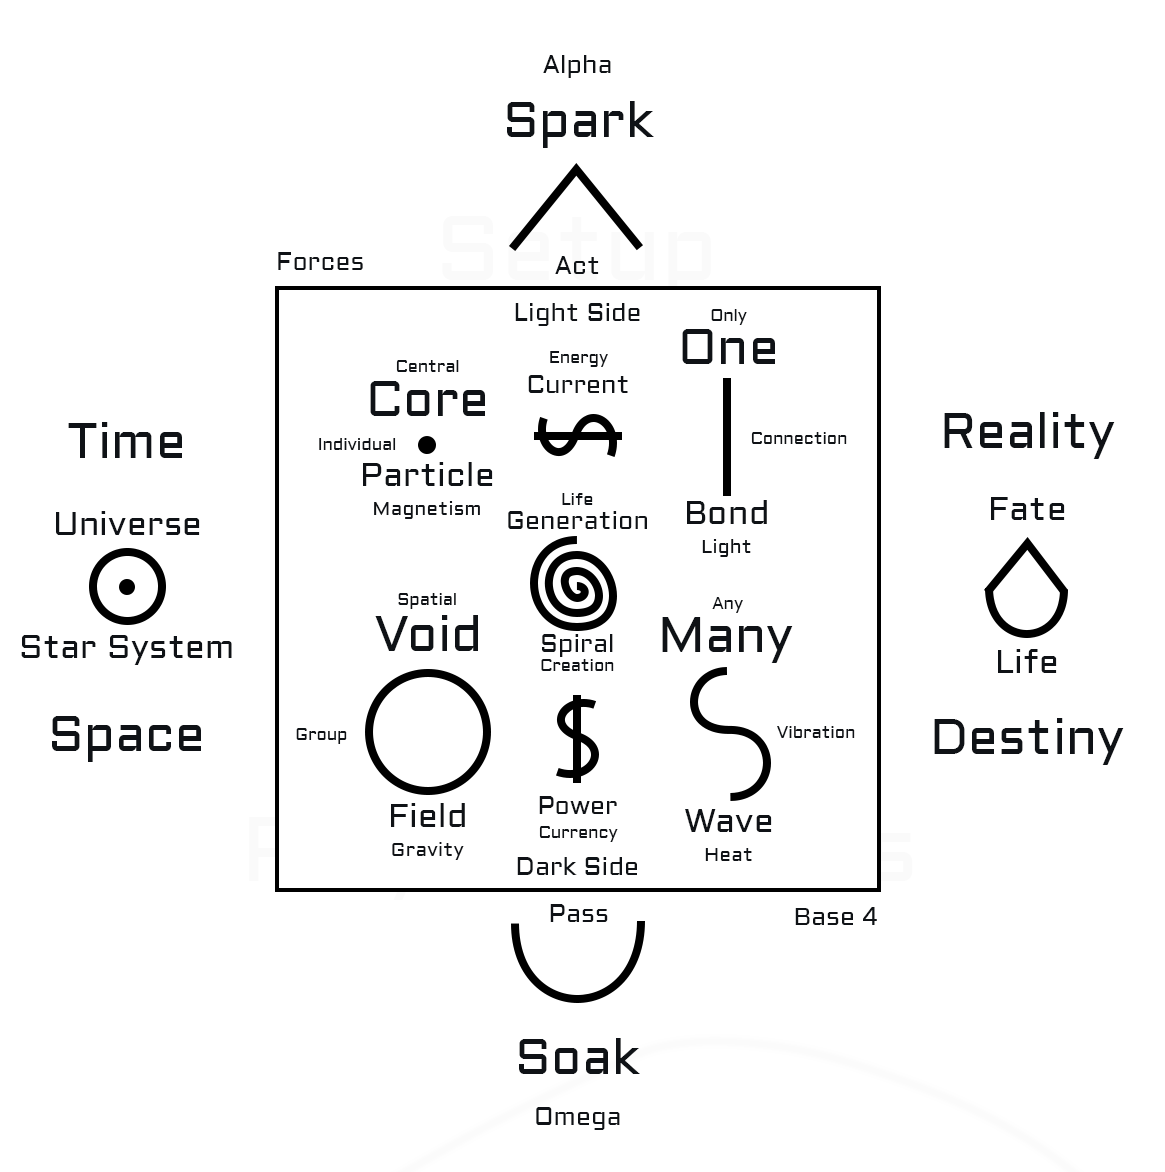 Alpha
Spark
Setup
Forces
Act
Light Side
Only
One
Energy
Current
Central
Core
Individual
Particle
Magnetism
Connection
Bond
Light
Life
Generation
Spiral
Creation
Spatial
Void
Group
Field
Gravity
Any
Many
Vibration
Wave
Heat
Power
Currency
Dark Side
Time
Universe
Star System
Space
Reality
Fate
Life
Destiny
Pass
Base 4
Soak
Omega